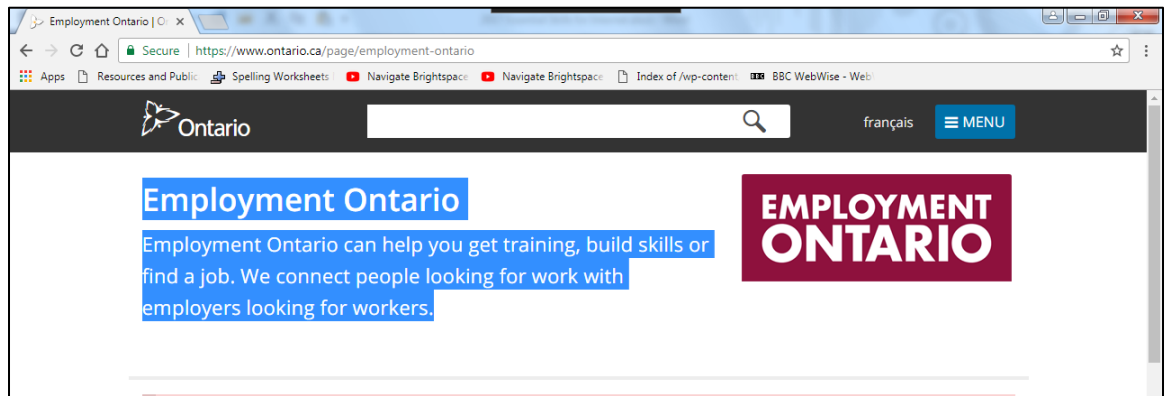 Employment Ontario | O
Secure | https://www.ontario.ca/page/employment-ontario
Apps Resources and Public Spelling Worksheets Navigate Brightspace Navigate Brightspace Index of /wp-content BBC WebWise - Web
Ontario
français
MENU
Employment Ontario
Employment Ontario can help you get training, build skills or
find a job. We connect people looking for work with
employers looking for workers.
EMPLOYMENT
ONTARIO